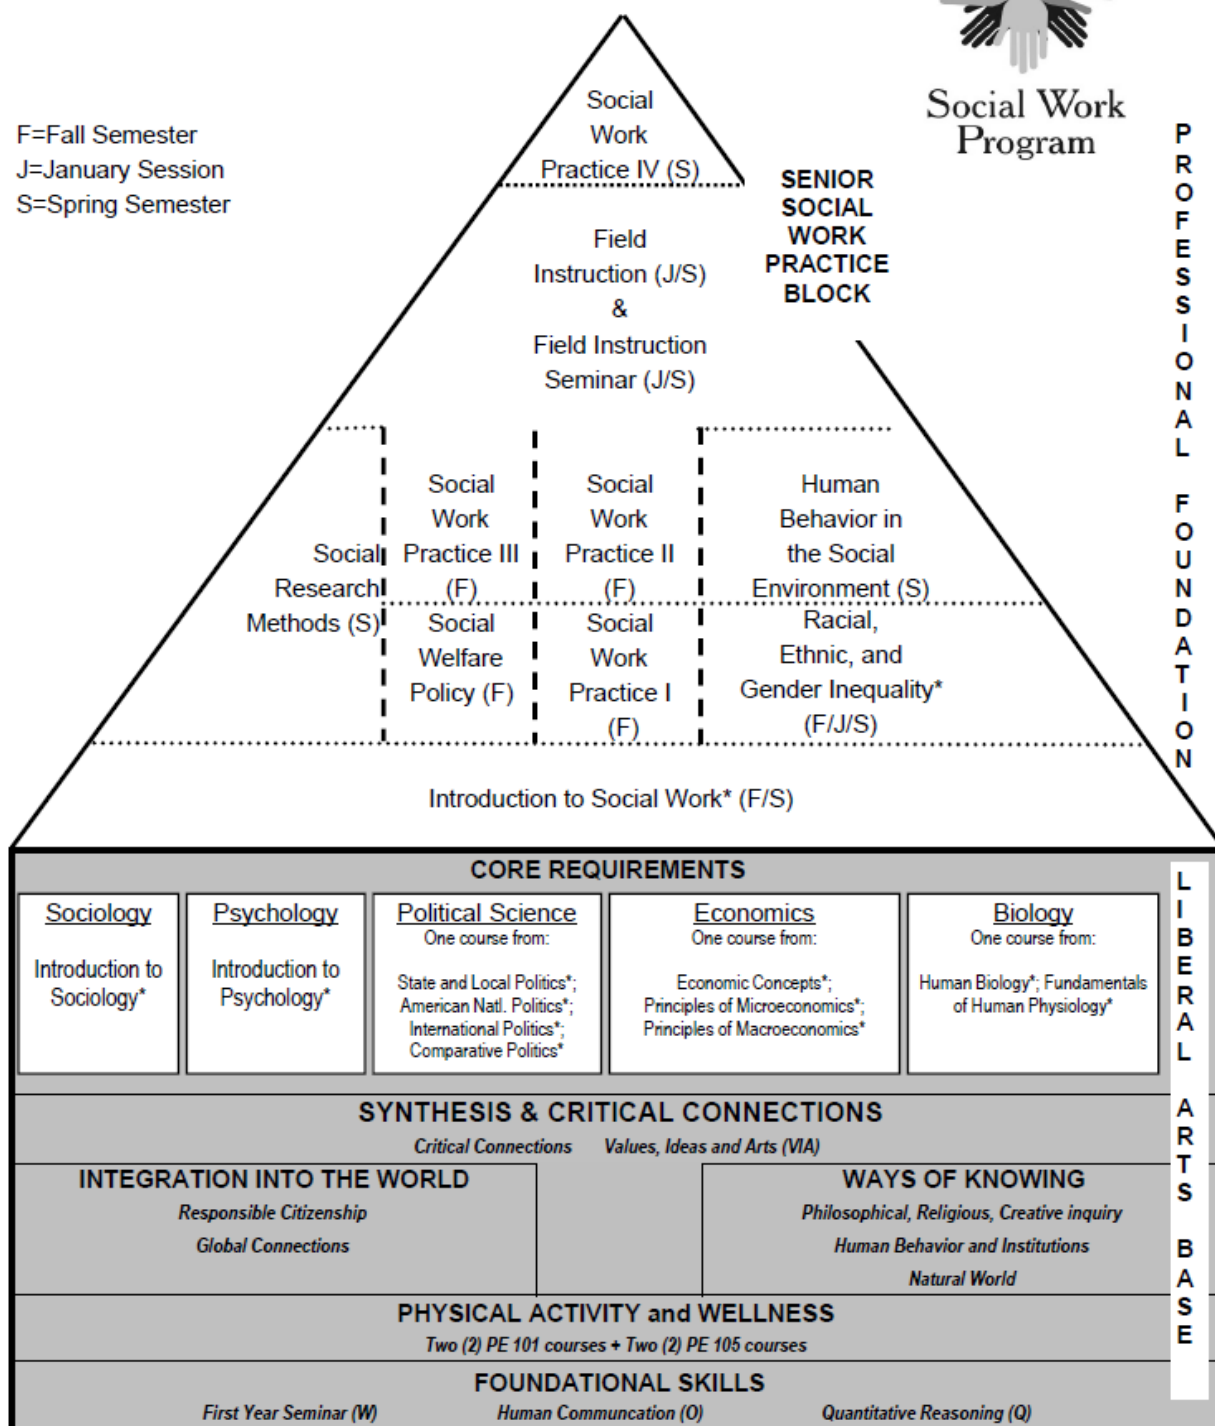 Social Work
Program
F=Fall Semester
J=January Session
S=Spring Semester
Social
Work
Practice IV (S)
SENIOR
SOCIAL
WORK
PRACTICE
BLOCK
Field
Instruction (J/S)
&
Field Instruction
Seminar (J/S)
Social
Research
Methods (S)
Social
Work
Practice III
(F)
Social
Work
Practice II
(F)
Human
Behavior in
the Social
Environment (S)
Social
Welfare
Policy (F)
Social
Work
Practice I
(F)
Racial,
Ethnic, and
Gender Inequality*
(F/J/S)
Introduction to Social Work* (F/S)
PROFESSIONAL FOUNDATION
CORE REQUIREMENTS
Sociology
Introduction to
Sociology*
Psychology
Introduction to
Psychology*
Political Science
One course from:
State and Local Politics*;
American Natl. Politics*;
International Politics*;
Comparative Politics*
Economics
One course from:
Economic Concepts*;
Principles of Microeconomics*;
Principles of Macroeconomics*
Biology
One course from:
Human Biology*; Fundamentals
of Human Physiology*
SYNTHESIS & CRITICAL CONNECTIONS
Critical Connections Values, Ideas and Arts (VIA)
INTEGRATION INTO THE WORLD
Responsible Citizenship
Global Connections
WAYS OF KNOWING
Philosophical, Religious, Creative inquiry
Human Behavior and Institutions
Natural World
PHYSICAL ACTIVITY and WELLNESS
Two (2) PE 101 courses + Two (2) PE 105 courses
FOUNDATIONAL SKILLS
First Year Seminar (W) Human Communcation (O) Quantitative Reasoning (Q)
LIBERAL ARTS BASE